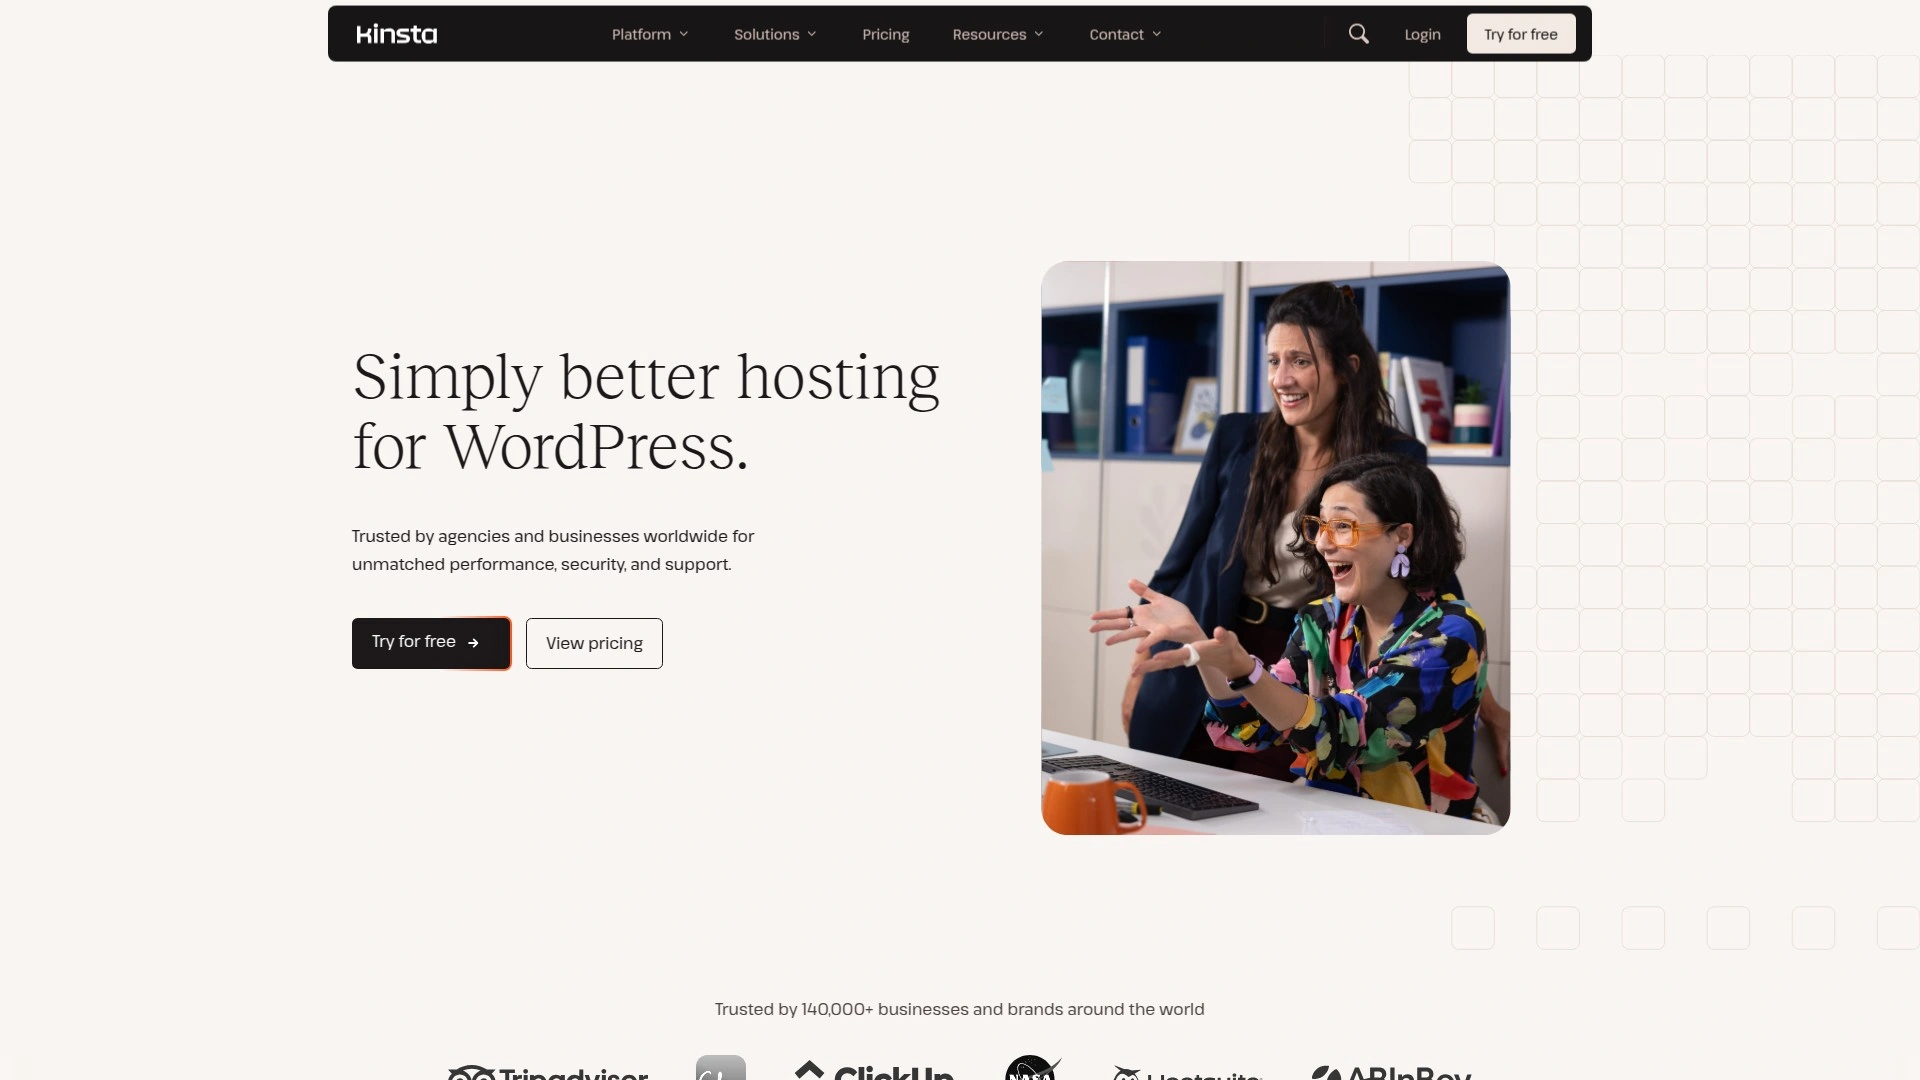 Kinsta
Platform
Solutions
Pricing
Resources
Contact
Login
Try for free
Simply better hosting
for WordPress.
Trusted by agencies and businesses worldwide for
unmatched performance, security, and support.
Try for free
View pricing
Trusted by 140,000+ businesses and brands around the world
Tripadvisor
ClickUp
NASA
Hootsuite
ABInBev